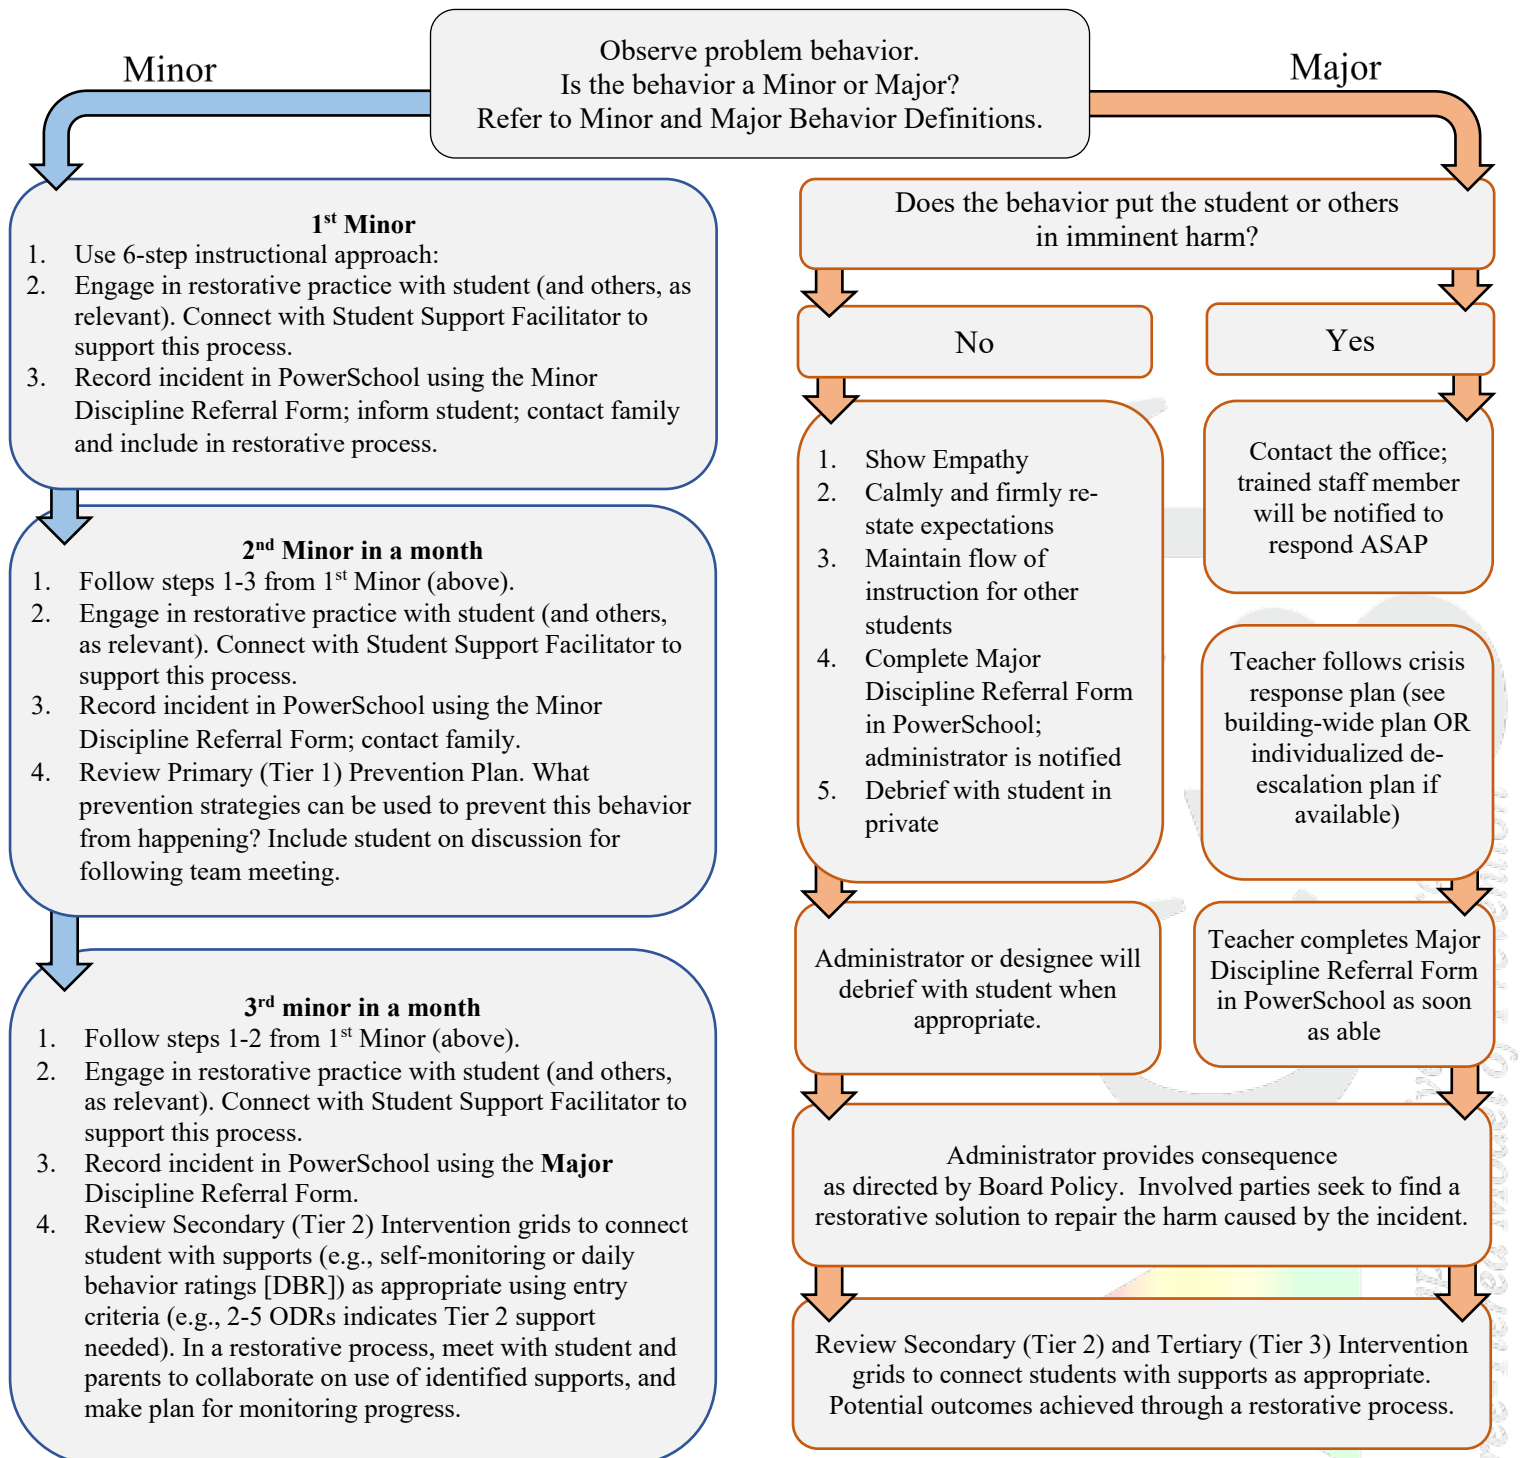 Observe problem behavior.
Is the behavior a Minor or Major?
Refer to Minor and Major Behavior Definitions.
Minor
Major
1st Minor
1. Use 6-step instructional approach:
2. Engage in restorative practice with student (and others, as
relevant). Connect with Student Support Facilitator to
support this process.
3. Record incident in PowerSchool using the Minor
Discipline Referral Form; inform student; contact family
and include in restorative process.
2nd Minor in a month
1. Follow steps 1-3 from 1st Minor (above).
2. Engage in restorative practice with student (and others,
as relevant). Connect with Student Support Facilitator to
support this process.
3. Record incident in PowerSchool using the Minor
Discipline Referral Form; contact family.
4. Review Primary (Tier 1) Prevention Plan. What
prevention strategies can be used to prevent this behavior
from happening? Include student on discussion for
following team meeting.
3rd minor in a month
1. Follow steps 1-2 from 1st Minor (above).
2. Engage in restorative practice with student (and others,
as relevant). Connect with Student Support Facilitator to
support this process.
3. Record incident in PowerSchool using the Major
Discipline Referral Form.
4. Review Secondary (Tier 2) Intervention grids to connect
student with supports (e.g., self-monitoring or daily
behavior ratings [DBR]) as appropriate using entry
criteria (e.g., 2-5 ODRs indicates Tier 2 support
needed). In a restorative process, meet with student and
parents to collaborate on use of identified supports, and
make plan for monitoring progress.
Does the behavior put the student or others
in imminent harm?
No
1. Show Empathy
2. Calmly and firmly re-
state expectations
3. Maintain flow of
instruction for other
students
4. Complete Major
Discipline Referral Form
in PowerSchool;
administrator is notified
5. Debrief with student in
private
Administrator or designee will
debrief with student when
appropriate.
Yes
Contact the office;
trained staff member
will be notified to
respond ASAP
Teacher follows crisis
response plan (see
building-wide plan OR
individualized de-
escalation plan if
available)
Teacher completes Major
Discipline Referral Form
in PowerSchool as soon
as able
Administrator provides consequence
as directed by Board Policy. Involved parties seek to find a
restorative solution to repair the harm caused by the incident.
Review Secondary (Tier 2) and Tertiary (Tier 3) Intervention
grids to connect students with supports as appropriate.
Potential outcomes achieved through a restorative process.